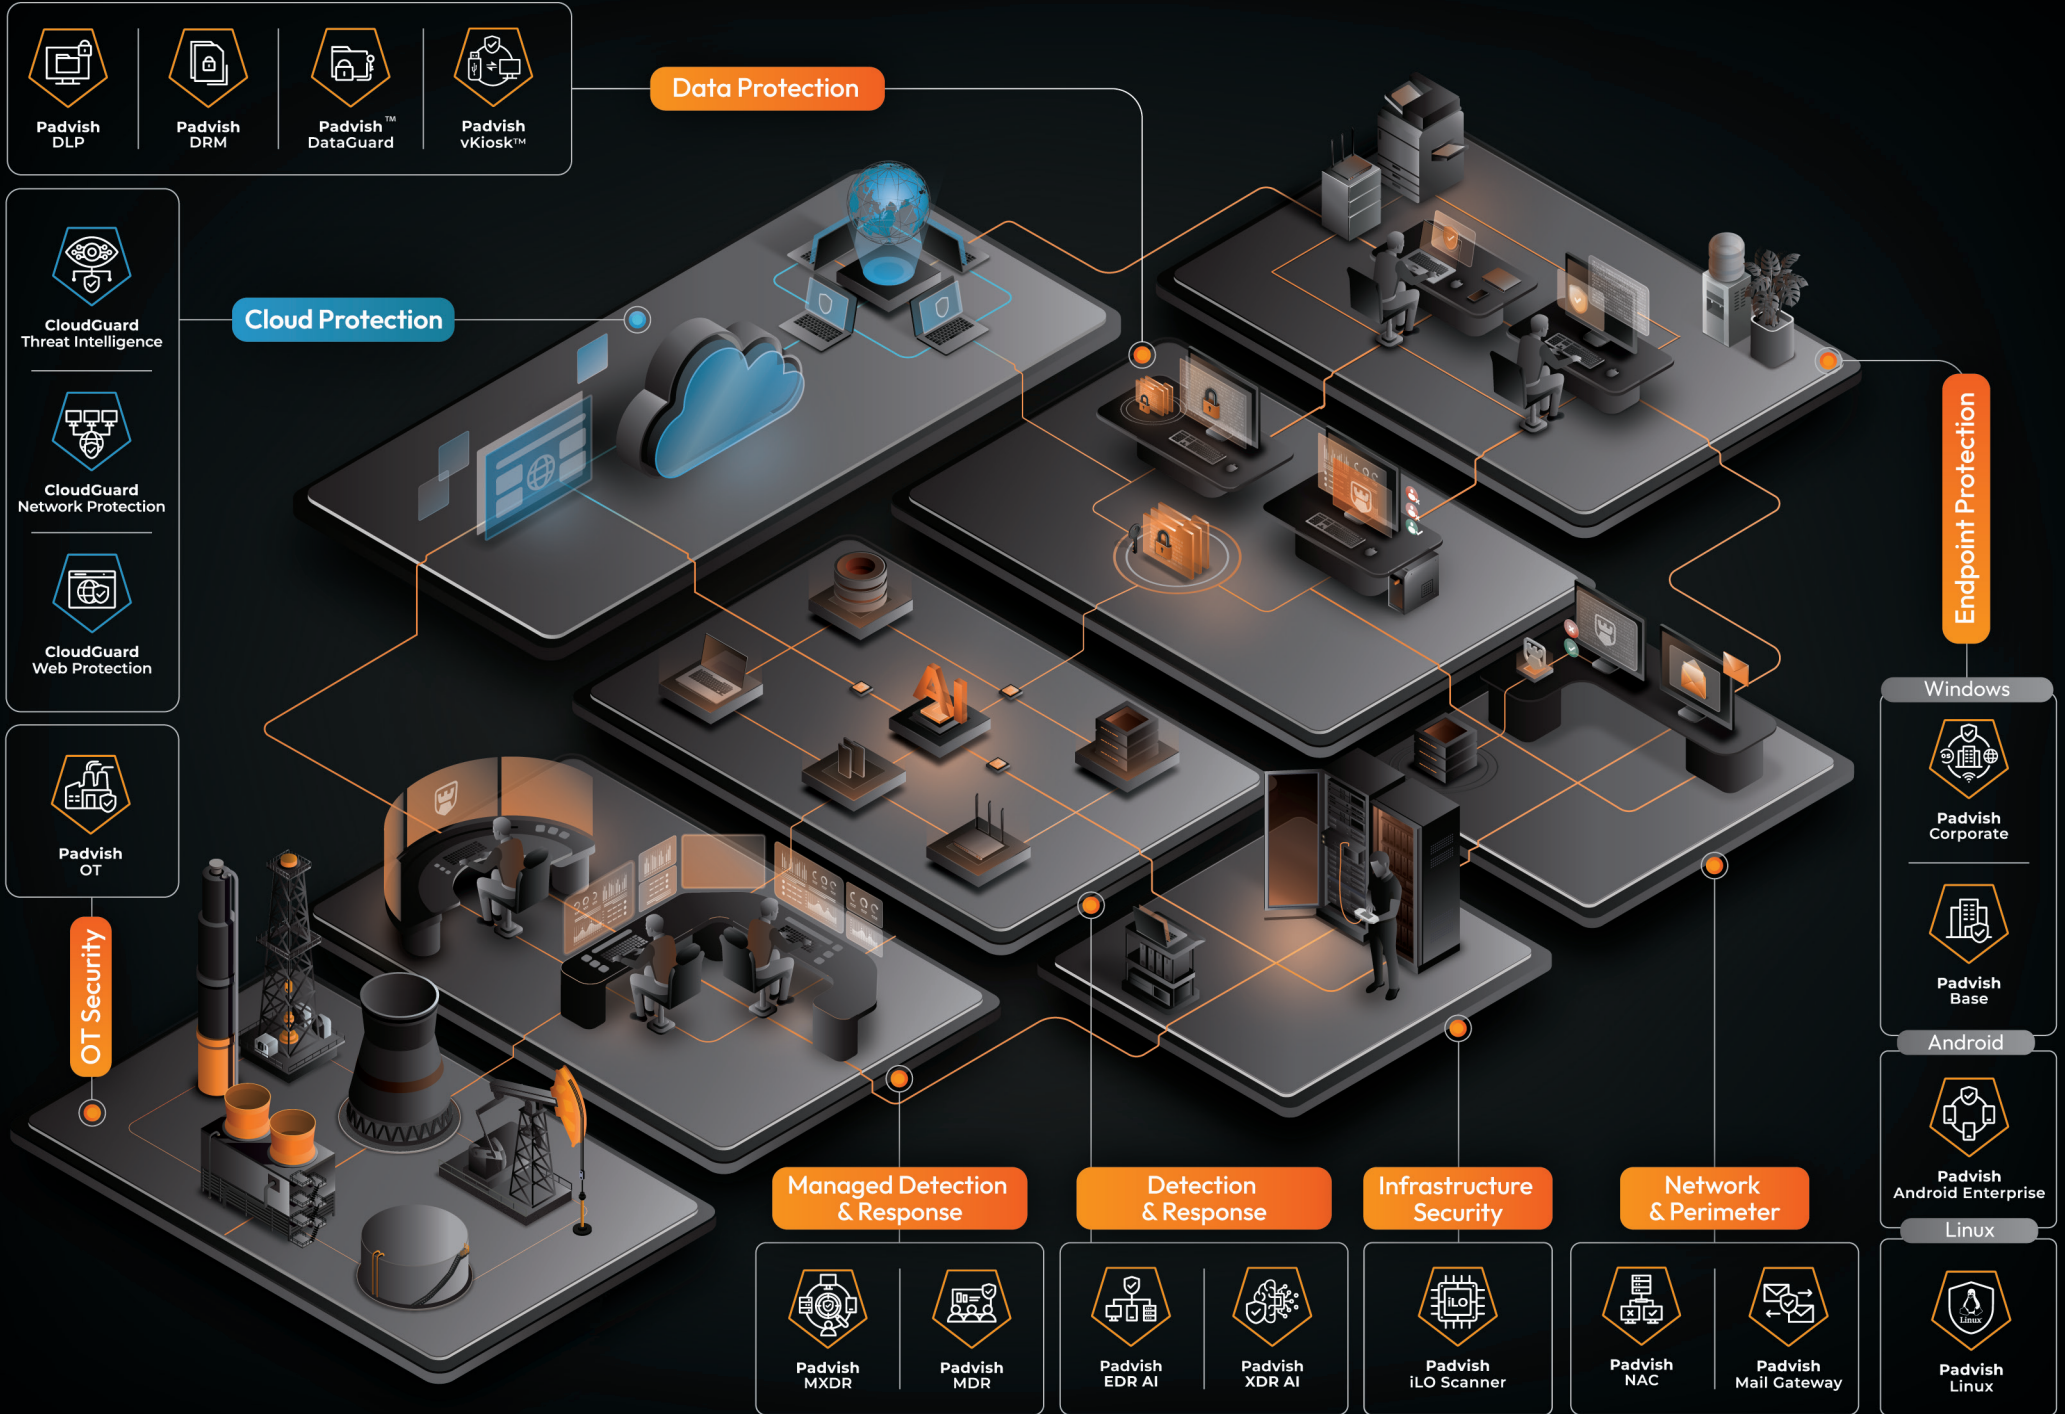 Padvish
DLP
Padvish
DRM
Padvish™
DataGuard
Padvish
vKiosk™
Data Protection
CloudGuard
Threat Intelligence
CloudGuard
Network Protection
CloudGuard
Web Protection
Cloud Protection
Padvish
OT
OT Security
AI
Endpoint Protection
Windows
Padvish
Corporate
Padvish
Base
Android
Padvish
Android Enterprise
Linux
Linux
Padvish
Linux
Managed Detection
& Response
Padvish
MXDR
Padvish
MDR
Detection
& Response
Padvish
EDR AI
Padvish
XDR AI
Infrastructure
Security
iLO
Padvish
iLO Scanner
Network
& Perimeter
Padvish
NAC
Padvish
Mail Gateway